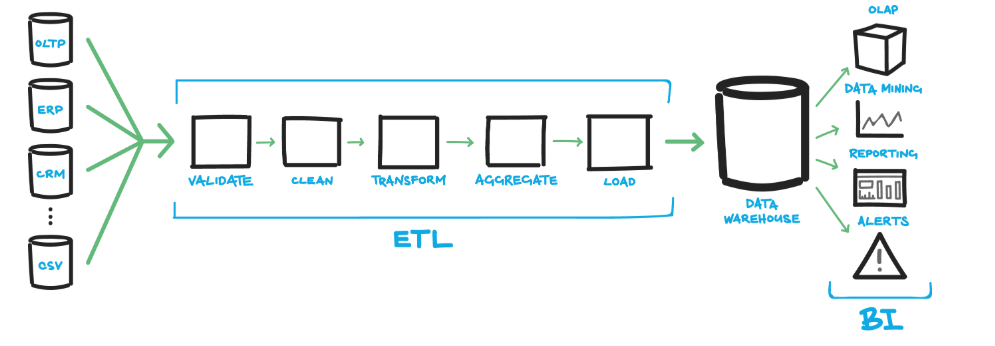 OLTP
ERP
CRM
CSV
VALIDATE
CLEAN
TRANSFORM
AGGREGATE
LOAD
ETL
DATA
WAREHOUSE
OLAP
DATA MINING
REPORTING
ALERTS
BI